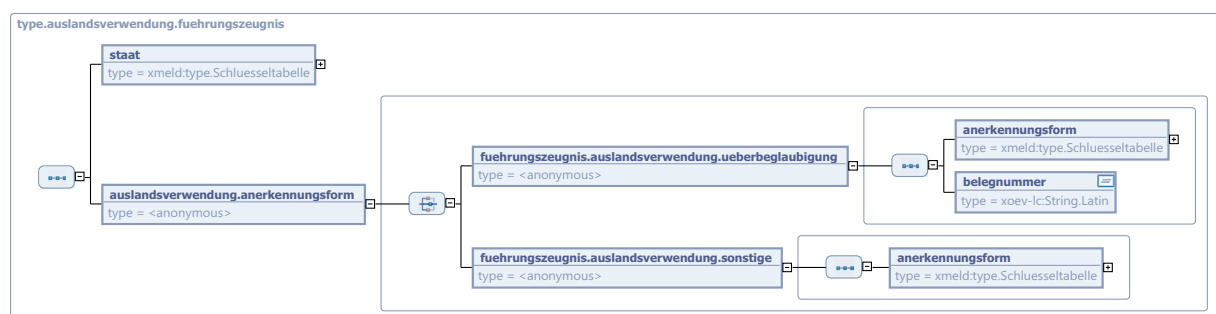 type.auslandsverwendung.fuehrungszeugnis
staat
type = xmeld:type.Schluesseltabelle
auslandsverwendung.anerkennungsform
type = <anonymous>
fuehrungszeugnis.auslandsverwendung.ueberbeglaubigung
type = <anonymous>
anerkennungsform
type = xmeld:type.Schluesseltabelle
belegnummer
type = xoev-lc:String.Latin
fuehrungszeugnis.auslandsverwendung.sonstige
type = <anonymous>
anerkennungsform
type = xmeld:type.Schluesseltabelle